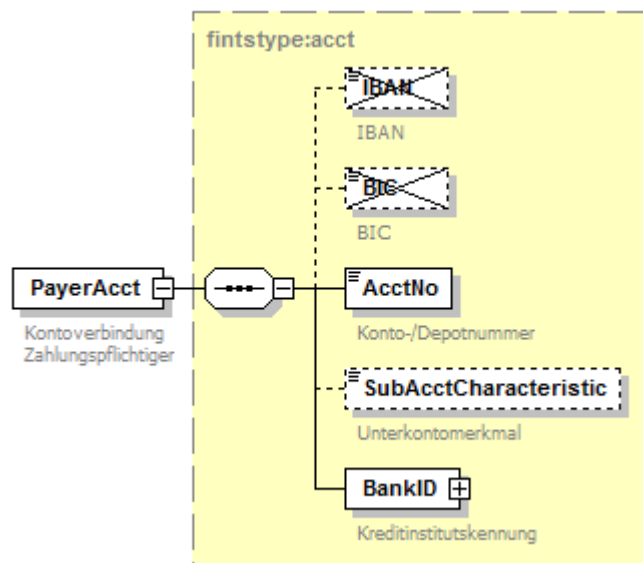 fintstype:acct
IBAN
IBAN
BIC
BIC
PayerAcct
Kontoverbindung
Zahlungspflichtiger
AcctNo
Konto-/Depotnummer
SubAcctCharacteristic
Unterkontomerkmal
BankID
Kreditinstitutskennung